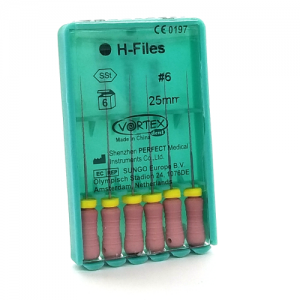 CE 0197
H-Files
SSt
#6
6
25mm
VORTEX
Made in China
Shenzhen PERFECT Medical
Instruments Co., Ltd.
EC REP
SUNGO Europe B.V.
Olympisch Stadion 24, 1076DE
Amsterdam, Netherlands